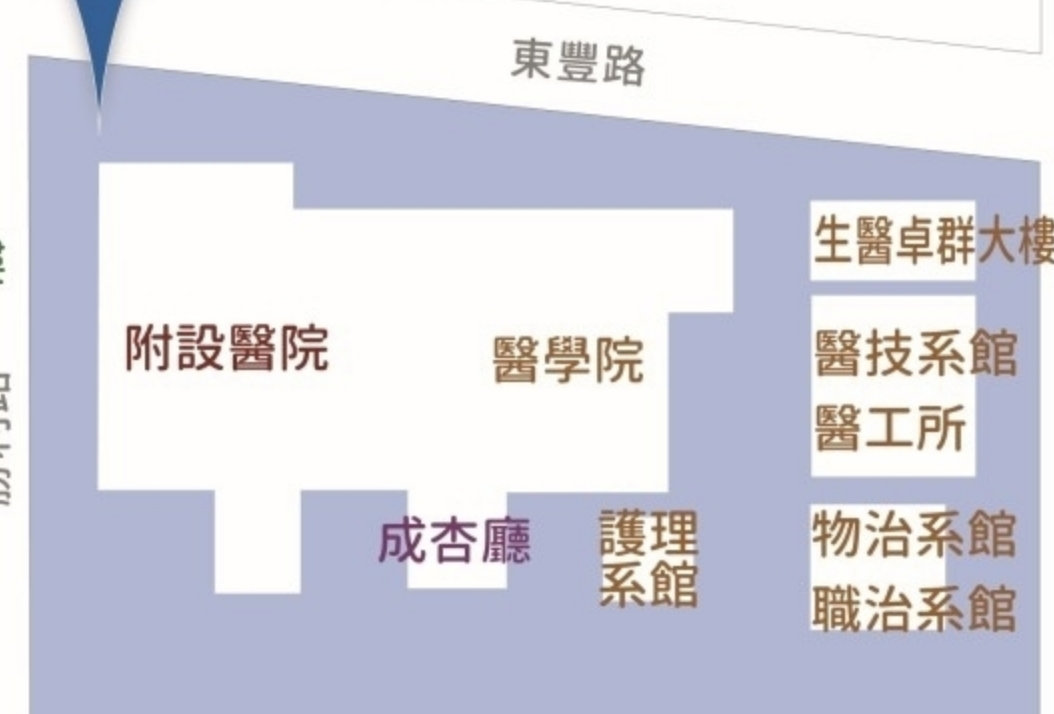 東豐路
生醫卓群大樓
附設醫院
醫學院
醫技系館
醫工所
成杏廳
護理
系館
物治系館
職治系館